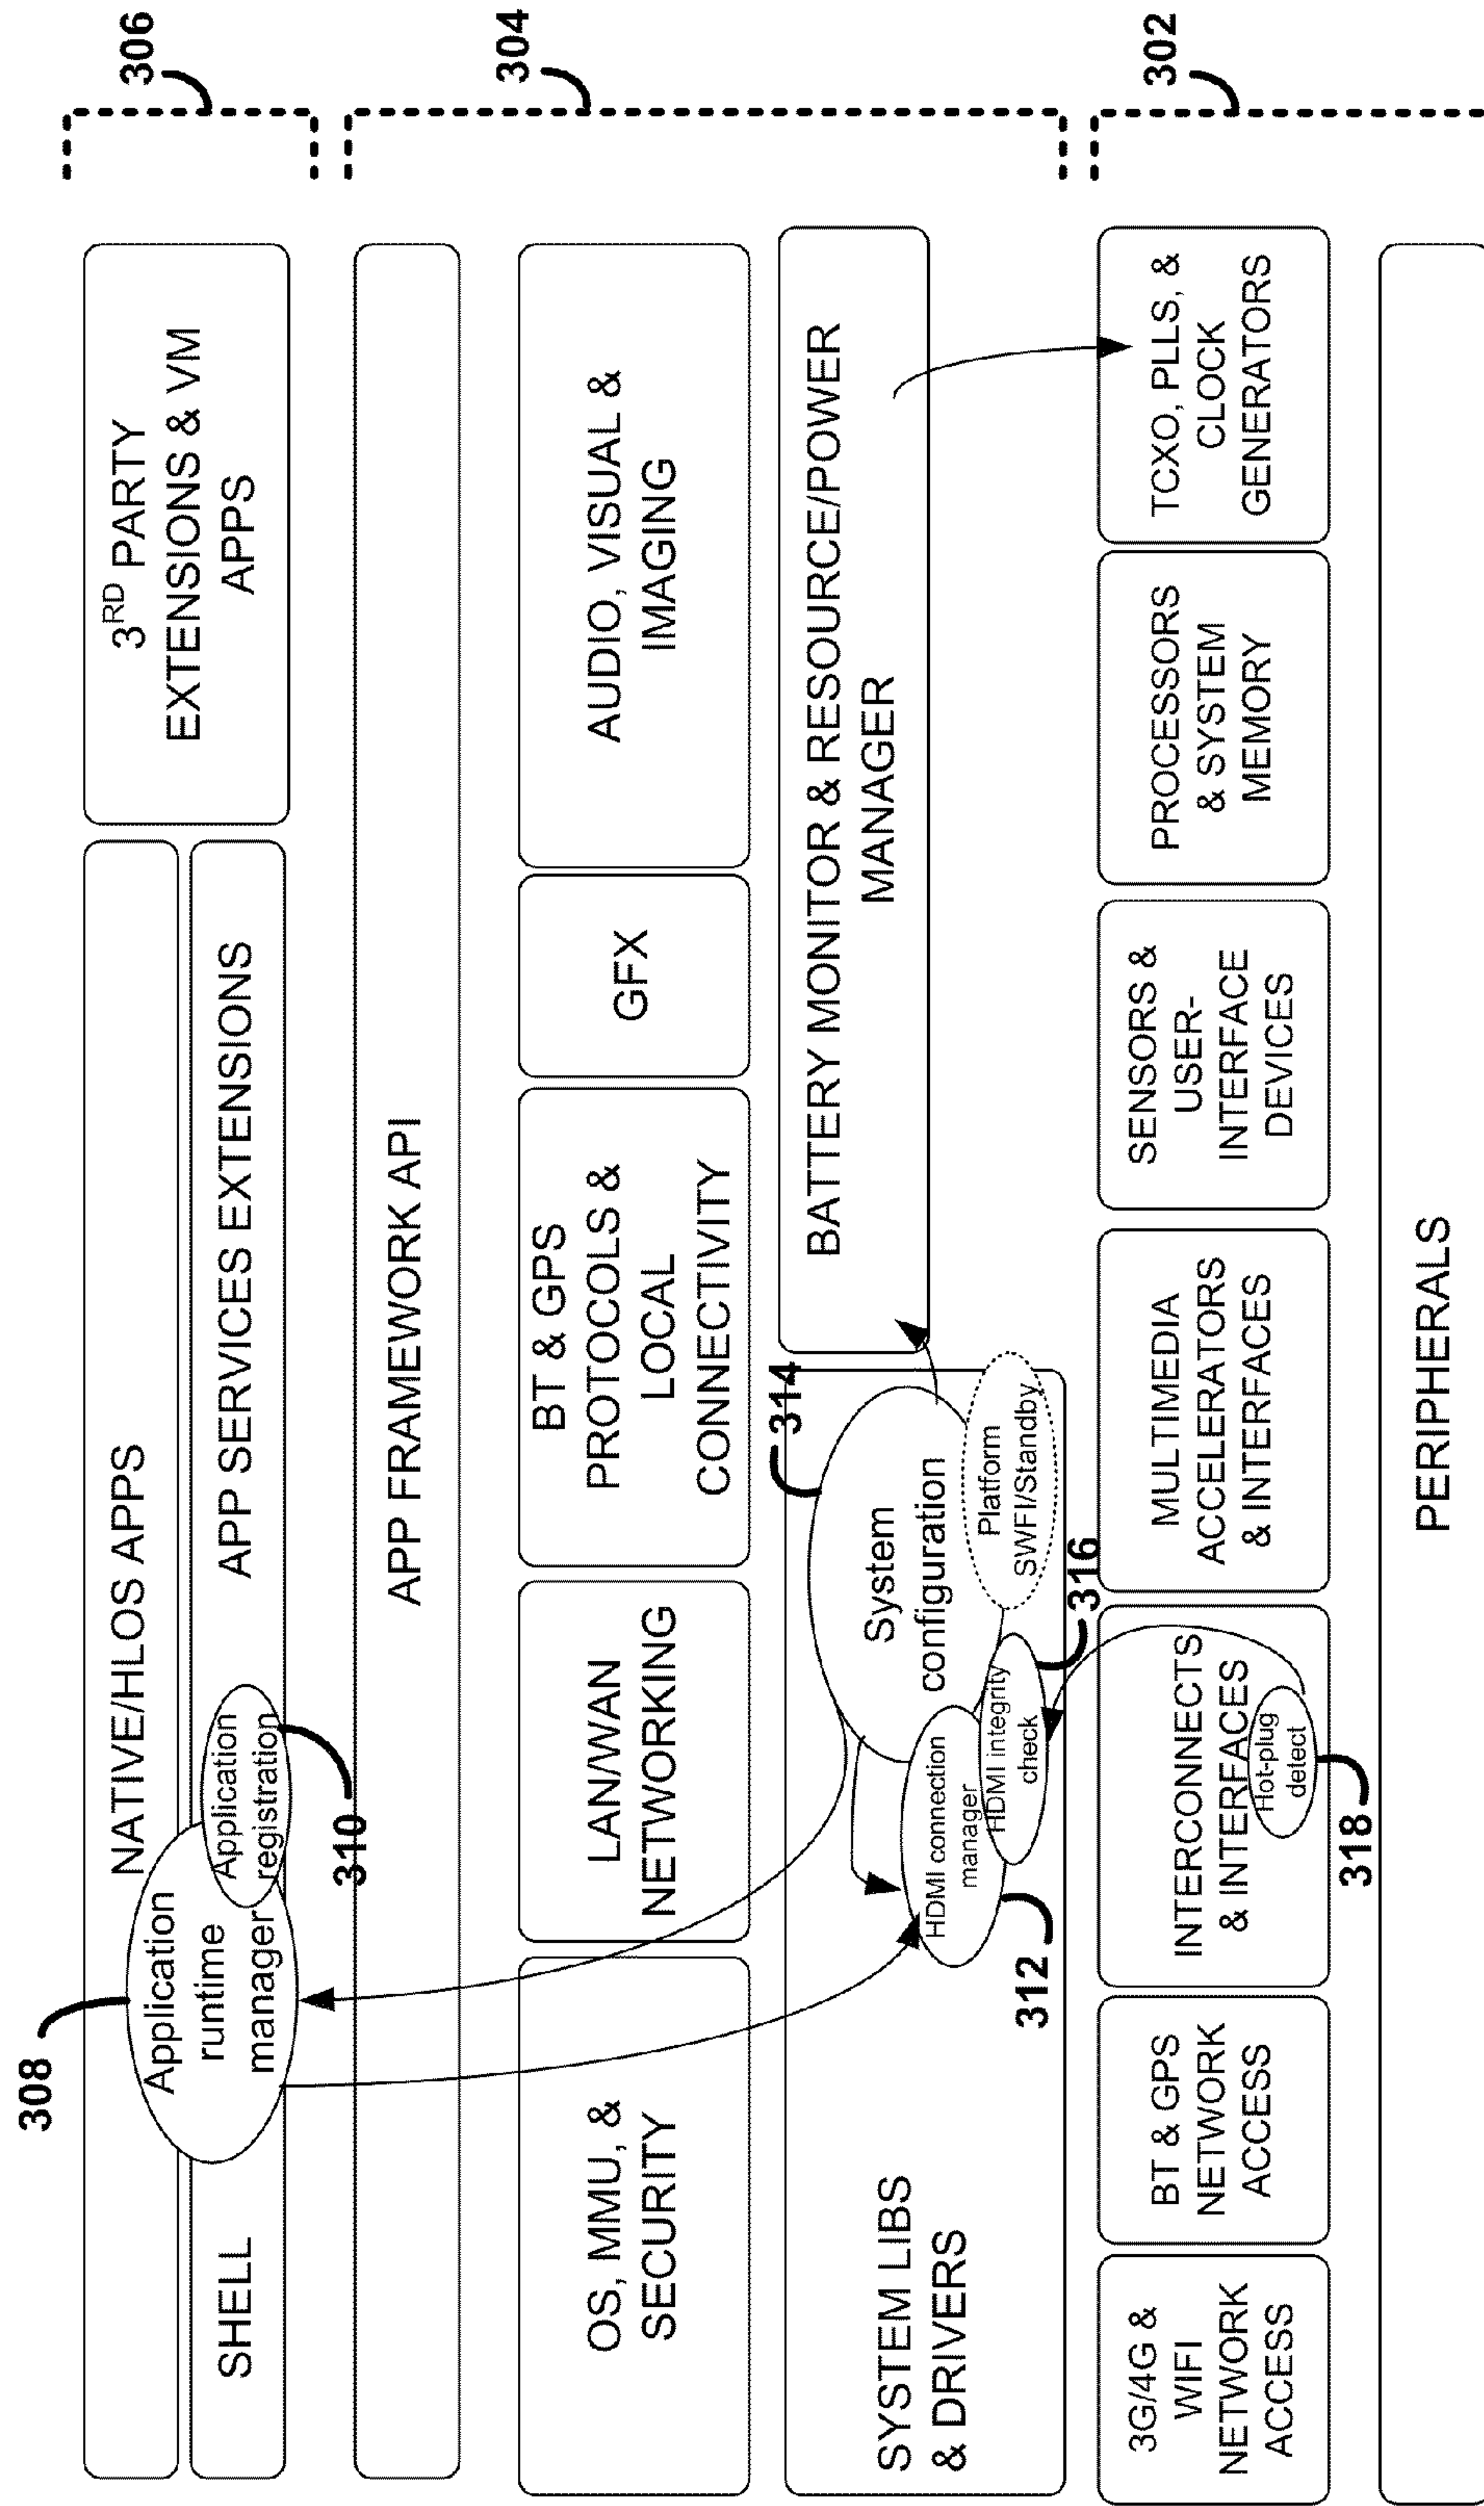 306
304
302
308
NATIVE/HLOS APPS
3RD PARTY
EXTENSIONS & VM
APPS
SHELL
Application
runtime
manager
Application
registration
310
APP SERVICES EXTENSIONS
APP FRAMEWORK API
OS, MMU, &
SECURITY
LAN/WAN
NETWORKING
BT & GPS
PROTOCOLS &
LOCAL
CONNECTIVITY
GFX
AUDIO, VISUAL &
IMAGING
SYSTEM LIBS
& DRIVERS
312
HDMI connection
manager
HDMI integrity
check
316
System
configuration
314
Platform
SWFI/Standby
BATTERY MONITOR & RESOURCE/POWER
MANAGER
3G/4G &
WIFI
NETWORK
ACCESS
BT & GPS
NETWORK
ACCESS
INTERCONNECTS
& INTERFACES
Hot-plug
detect
318
MULTIMEDIA
ACCELERATORS
& INTERFACES
SENSORS &
USER-
INTERFACE
DEVICES
PROCESSORS
& SYSTEM
MEMORY
TCXO, PLLS, &
CLOCK
GENERATORS
PERIPHERALS